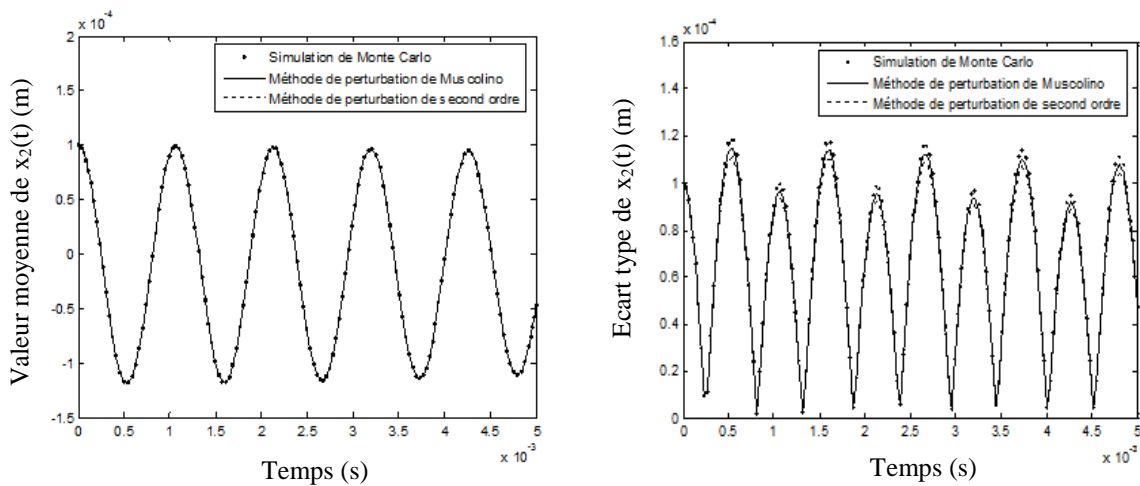 x 10⁻⁴
2
1.5
1
0.5
0
-0.5
-1
-1.5
Valeur moyenne de x₂(t) (m)
Simulation de Monte Carlo
Méthode de perturbation de Muscolino
Méthode de perturbation de second ordre
0 0.5 1 1.5 2 2.5 3 3.5 4 4.5 5
x 10⁻³
Temps (s)
x 10⁻⁴
1.6
1.4
1.2
1
0.8
0.6
0.4
0.2
0
Ecart type de x₂(t) (m)
Simulation de Monte Carlo
Méthode de perturbation de Muscolino
Méthode de perturbation de second ordre
0 0.5 1 1.5 2 2.5 3 3.5 4 4.5 5
x 10⁻³
Temps (s)